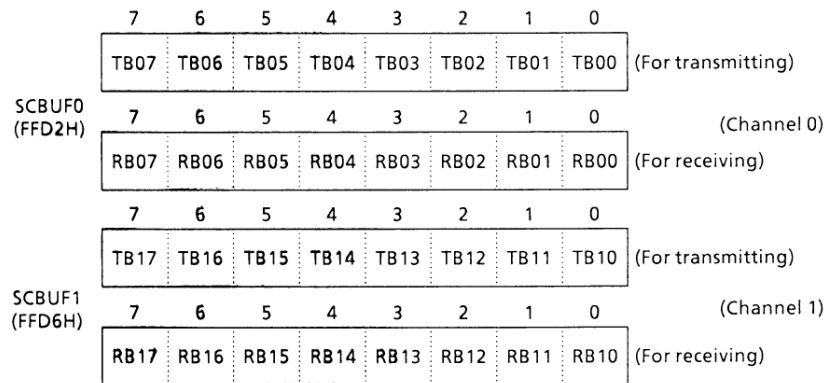 7 6 5 4 3 2 1 0
TB07 TB06 TB05 TB04 TB03 TB02 TB01 TB00 (For transmitting)
SCBUF0
(FFD2H)
7 6 5 4 3 2 1 0
(Channel 0)
RB07 RB06 RB05 RB04 RB03 RB02 RB01 RB00 (For receiving)
7 6 5 4 3 2 1 0
TB17 TB16 TB15 TB14 TB13 TB12 TB11 TB10 (For transmitting)
SCBUF1
(FFD6H)
7 6 5 4 3 2 1 0
(Channel 1)
RB17 RB16 RB15 RB14 RB13 RB12 RB11 RB10 (For receiving)